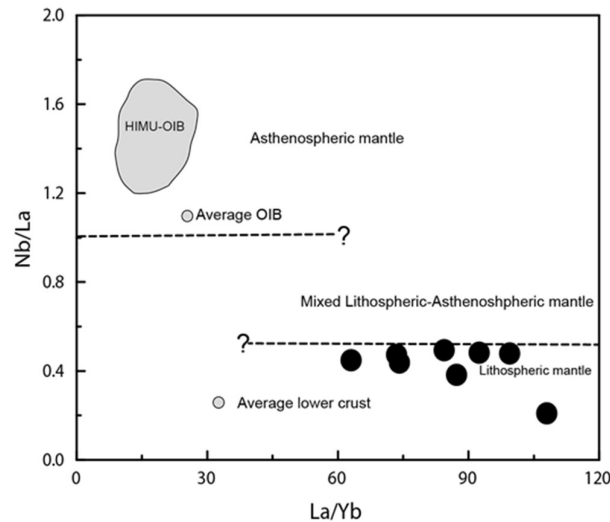 2.0
1.6
1.2
0.8
0.4
0.0
Nb/La
HIMU-OIB
Asthenospheric mantle
Average OIB
?
Mixed Lithospheric-Asthenoshpheric mantle
?
Lithospheric mantle
Average lower crust
0
30
60
90
120
La/Yb